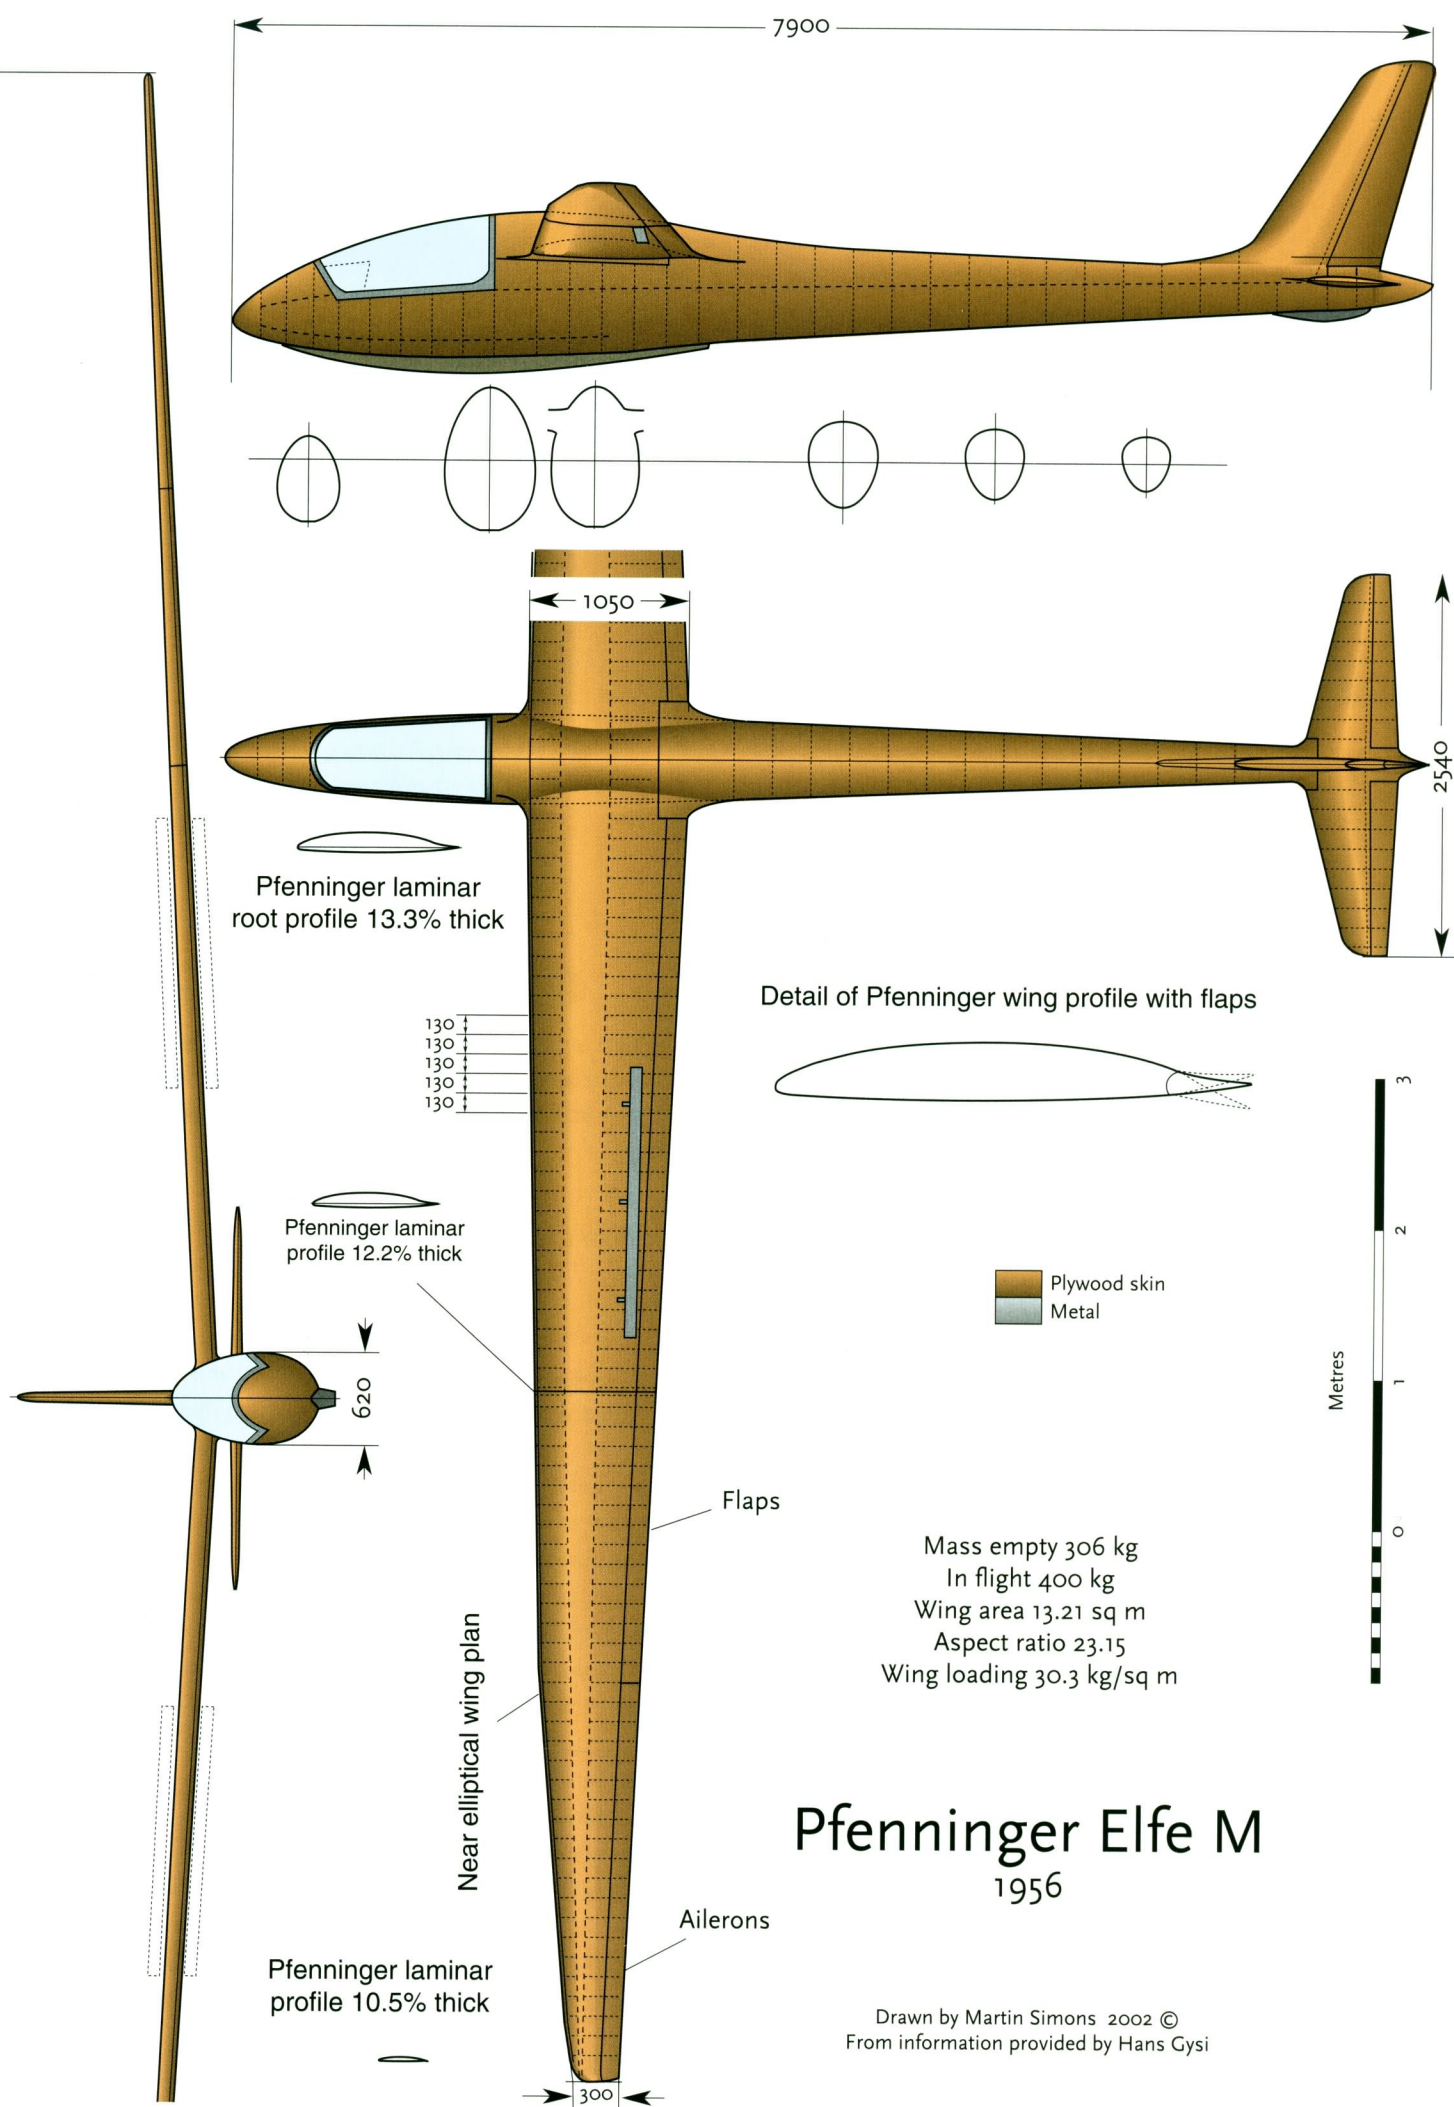 7900
1050
2540
Pfenninger laminar
root profile 13.3% thick
Detail of Pfenninger wing profile with flaps
130
130
130
130
130
3
2
1
0
Metres
Pfenninger laminar
profile 12.2% thick
Plywood skin
Metal
620
Flaps
Mass empty 306 kg
In flight 400 kg
Wing area 13.21 sq m
Aspect ratio 23.15
Wing loading 30.3 kg/sq m
Near elliptical wing plan
Pfenninger Elfe M
1956
Ailerons
Pfenninger laminar
profile 10.5% thick
Drawn by Martin Simons 2002 ©
From information provided by Hans Gysi
300